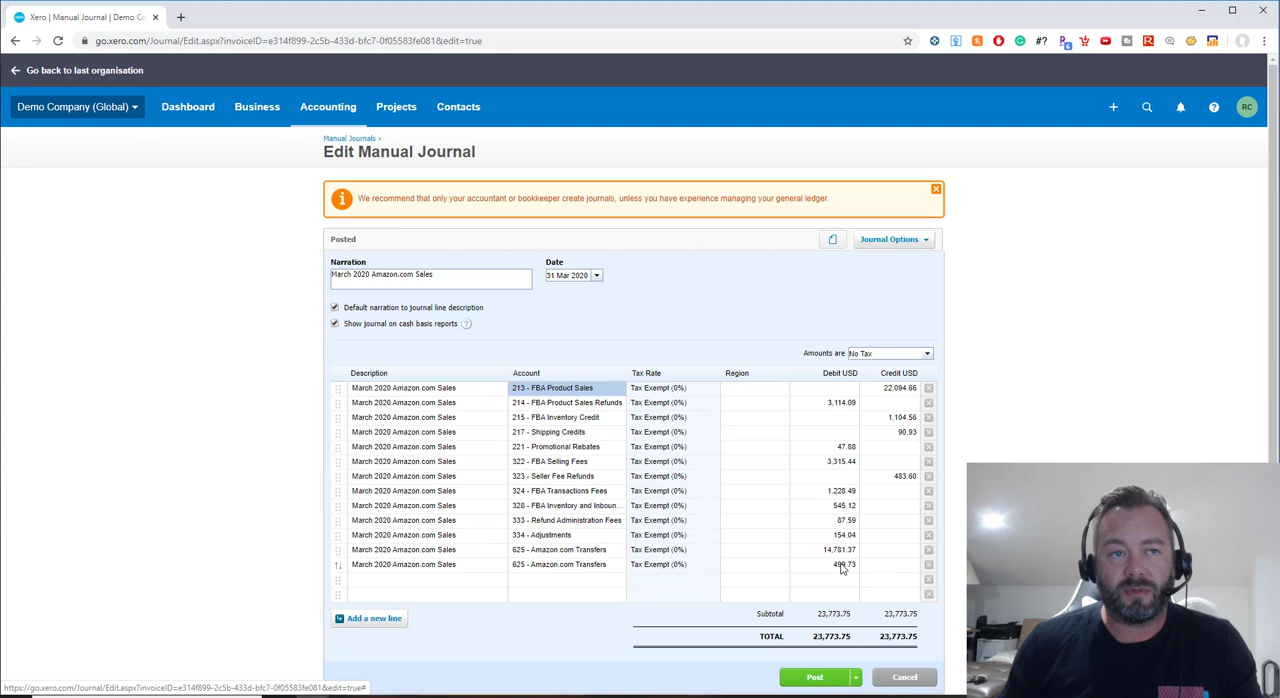 Xero | Manual Journal | Demo Co
go.xero.com/Journal/Edit.aspx?invoiceID=e314f899-2c5b-433d-bfc7-0f05583fe081&edit=true
#?
6
Go back to last organisation
Demo Company (Global) Dashboard Business Accounting Projects Contacts RC
Manual Journals ›
Edit Manual Journal
We recommend that only your accountant or bookkeeper create journals, unless you have experience managing your general ledger.
Posted Journal Options
Narration Date
March 2020 Amazon.com Sales 31 Mar 2020
Default narration to journal line description
Show journal on cash basis reports ?
Amounts are No Tax
Description Account Tax Rate Region Debit USD Credit USD
March 2020 Amazon.com Sales 213 - FBA Product Sales Tax Exempt (0%) 22,094.66
March 2020 Amazon.com Sales 214 - FBA Product Sales Refunds Tax Exempt (0%) 3,114.09
March 2020 Amazon.com Sales 215 - FBA Inventory Credit Tax Exempt (0%) 1,104.56
March 2020 Amazon.com Sales 217 - Shipping Credits Tax Exempt (0%) 90.93
March 2020 Amazon.com Sales 221 - Promotional Rebates Tax Exempt (0%) 47.88
March 2020 Amazon.com Sales 322 - FBA Selling Fees Tax Exempt (0%) 3,315.44
March 2020 Amazon.com Sales 323 - Seller Fee Refunds Tax Exempt (0%) 483.60
March 2020 Amazon.com Sales 324 - FBA Transactions Fees Tax Exempt (0%) 1,228.49
March 2020 Amazon.com Sales 328 - FBA Inventory and Inboun... Tax Exempt (0%) 545.12
March 2020 Amazon.com Sales 333 - Refund Administration Fees Tax Exempt (0%) 87.59
March 2020 Amazon.com Sales 334 - Adjustments Tax Exempt (0%) 154.04
March 2020 Amazon.com Sales 625 - Amazon.com Transfers Tax Exempt (0%) 14,781.37
March 2020 Amazon.com Sales 625 - Amazon.com Transfers Tax Exempt (0%) 499.73
Add a new line
Subtotal 23,773.75 23,773.75
TOTAL 23,773.75 23,773.75
Post Cancel
https://go.xero.com/Journal/Edit.aspx?invoiceID=e314f899-2c5b-433d-bfc7-0f05583fe081&edit=true#